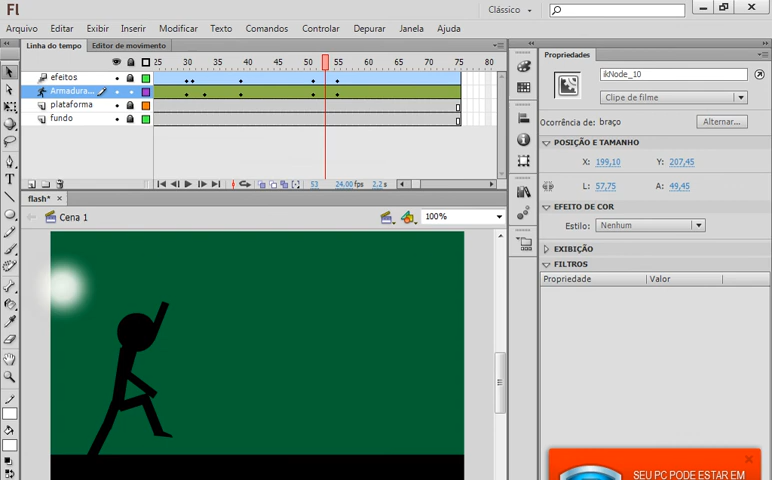 Fl
Clássico
Arquivo Editar Exibir Inserir Modificar Texto Comandos Controlar Depurar Janela Ajuda
Linha do tempo Editor de movimento
25 30 35 40 45 50 55 60 65 70 75 80
efeitos
Armadura...
plataforma
fundo
53 24.00 fps 2,2 s
flash* ×
Cena 1
100%
Propriedades
ikNode_10
Clipe de filme
Ocorrência de: braço
Alternar...
POSIÇÃO E TAMANHO
X: 199,10 Y: 207,45
L: 57,75 A: 49,45
EFEITO DE COR
Estilo: Nenhum
EXIBIÇÃO
FILTROS
Propriedade Valor
SEU PC PODE ESTAR EM